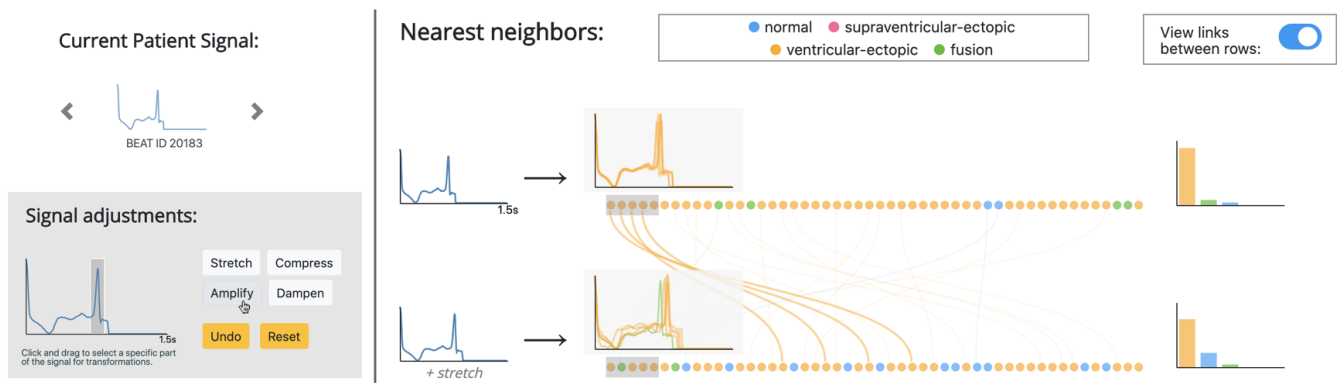 Current Patient Signal:
BEAT ID 20183
Signal adjustments:
Stretch
Compress
Amplify
Dampen
Undo
Reset
1.5s
Click and drag to select a specific part
of the signal for transformations.
Nearest neighbors:
normal
supraventricular-ectopic
ventricular-ectopic
fusion
View links
between rows:
1.5s
+ stretch